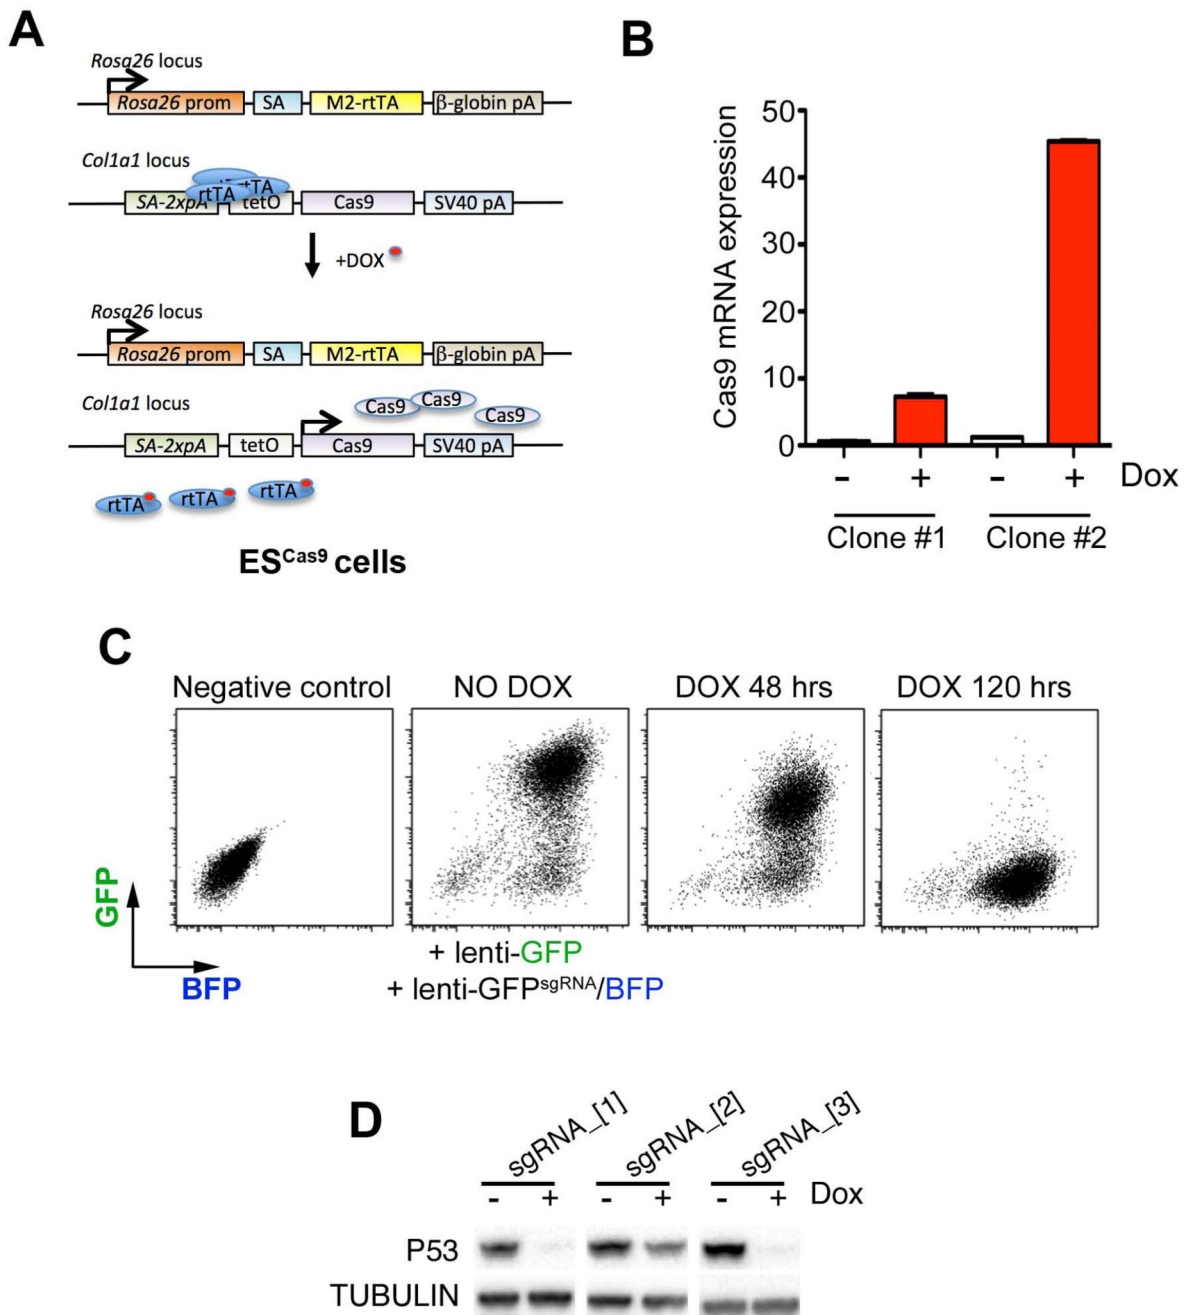 A
Rosa26 locus
Rosa26 prom SA M2-rtTA β-globin pA
Col1a1 locus
rtTA
rtTA
SA-2xpA tetO Cas9 SV40 pA
+DOX
Rosa26 locus
Rosa26 prom SA M2-rtTA β-globin pA
Col1a1 locus
Cas9 Cas9 Cas9
SA-2xpA tetO Cas9 SV40 pA
rtTA rtTA rtTA
ESCas9 cells
B
Cas9 mRNA expression
50
40
30
20
10
0
- + - + Dox
Clone #1 Clone #2
C
Negative control NO DOX DOX 48 hrs DOX 120 hrs
GFP
BFP
+ lenti-GFP
+ lenti-GFPsgRNA/BFP
D
sgRNA_[1] sgRNA_[2] sgRNA_[3]
- + - + - + Dox
P53
TUBULIN